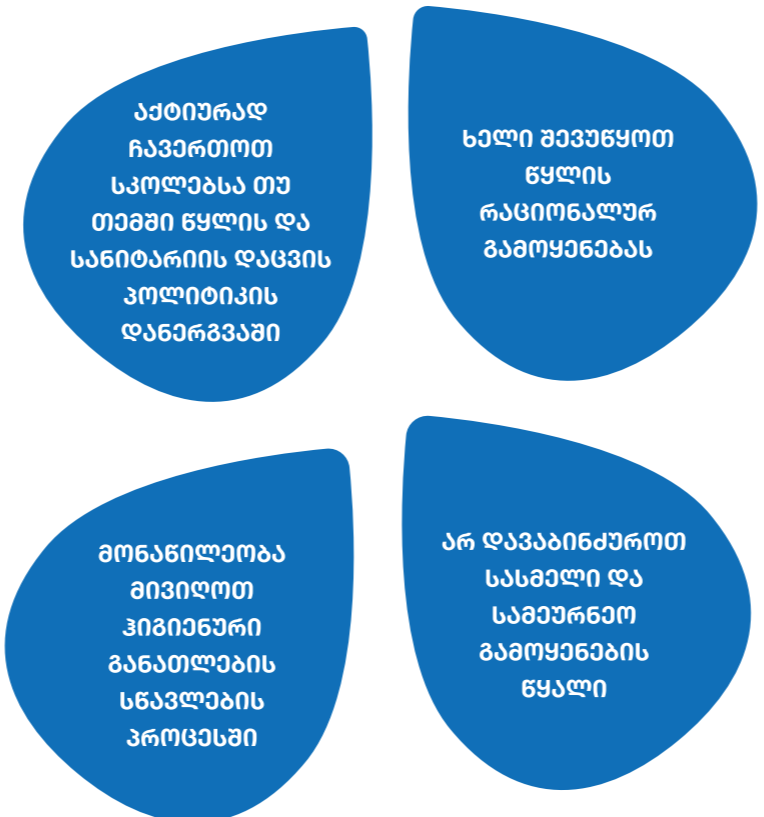 აქტიურად
ჩავერთოთ
სკოლებსა თუ
თემში წყლის და
სანიტარიის დაცვის
პოლიტიკის
დანერგვაში
ხელი შევუწყოთ
წყლის
რაციონალურ
გამოყენებას
მონაწილეობა
მივიღოთ
ჰიგიენური
განათლების
სწავლების
პროცესში
არ დავაბინძუროთ
სასმელი და
სამეურნეო
გამოყენების
წყალი